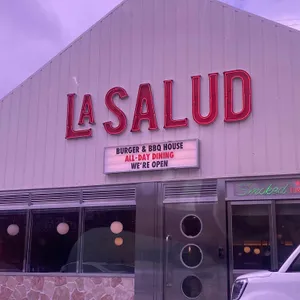 LA SALUD
BURGER & BBQ HOUSE
ALL-DAY DINING
WE'RE OPEN